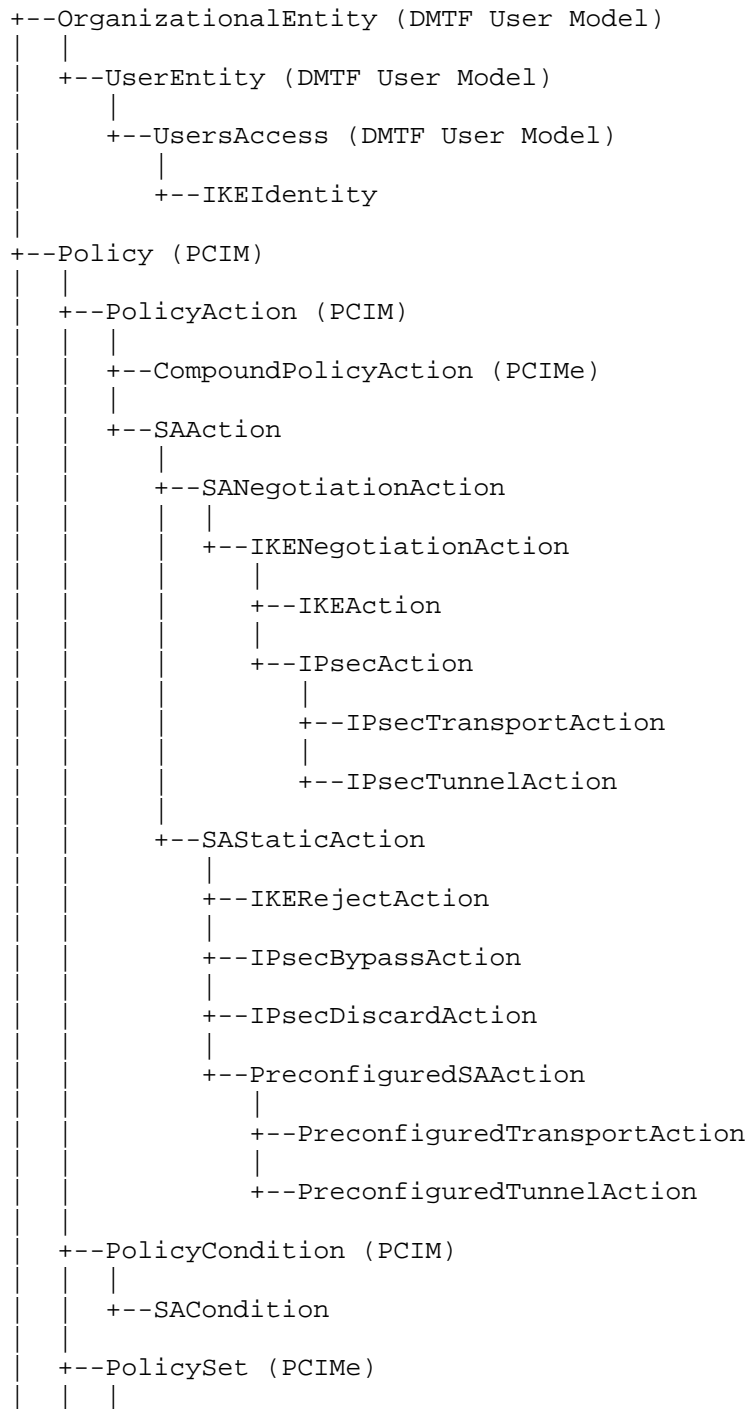 +--OrganizationalEntity (DMTF User Model)
|  |
|  +--UserEntity (DMTF User Model)
|     |
|     +--UsersAccess (DMTF User Model)
|        |
|        +--IKEIdentity
|
+--Policy (PCIM)
|  |
|  +--PolicyAction (PCIM)
|  |  |
|  |  +--CompoundPolicyAction (PCIMe)
|  |  |
|  |  +--SAAction
|  |     |
|  |     +--SANegotiationAction
|  |     |  |
|  |     |  +--IKENegotiationAction
|  |     |     |
|  |     |     +--IKEAction
|  |     |     |
|  |     |     +--IPsecAction
|  |     |        |
|  |     |        +--IPsecTransportAction
|  |     |        |
|  |     |        +--IPsecTunnelAction
|  |     |
|  |     +--SAStaticAction
|  |        |
|  |        +--IKERejectAction
|  |        |
|  |        +--IPsecBypassAction
|  |        |
|  |        +--IPsecDiscardAction
|  |        |
|  |        +--PreconfiguredSAAction
|  |           |
|  |           +--PreconfiguredTransportAction
|  |           |
|  |           +--PreconfiguredTunnelAction
|  |
|  +--PolicyCondition (PCIM)
|  |  |
|  |  +--SACondition
|  |
|  +--PolicySet (PCIMe)
|  |  |